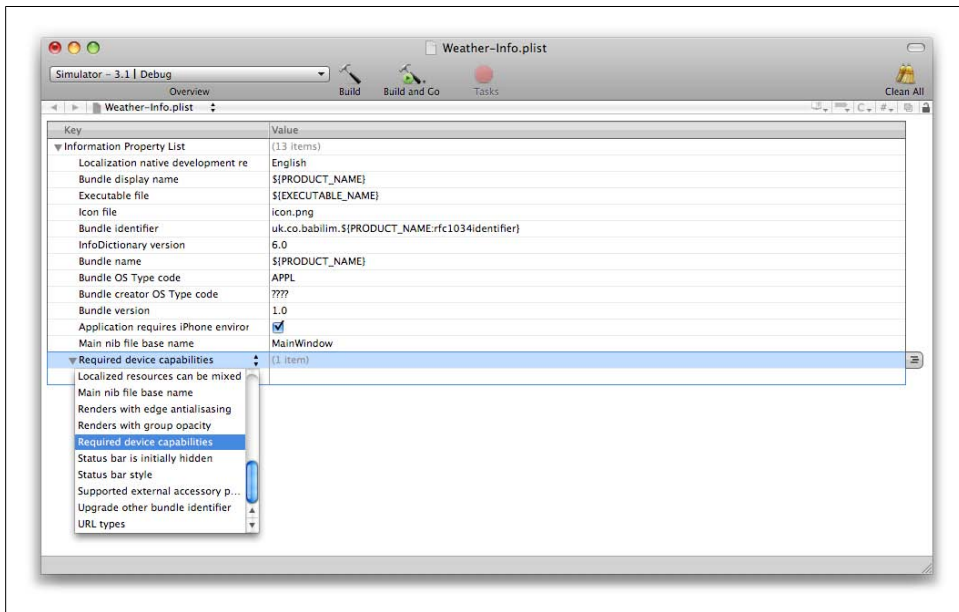 Weather-Info.plist
Simulator - 3.1 | Debug
Overview Build Build and Go Tasks Clean All
Weather-Info.plist C #
Key Value
Information Property List (13 items)
Localization native development re English
Bundle display name ${PRODUCT_NAME}
Executable file ${EXECUTABLE_NAME}
Icon file icon.png
Bundle identifier uk.co.babilim.${PRODUCT_NAME:rfc1034identifier}
InfoDictionary version 6.0
Bundle name ${PRODUCT_NAME}
Bundle OS Type code APPL
Bundle creator OS Type code ????
Bundle version 1.0
Application requires iPhone enviror
Main nib file base name MainWindow
Required device capabilities (1 item)
Localized resources can be mixed
Main nib file base name
Renders with edge antialisasing
Renders with group opacity
Required device capabilities
Status bar is initially hidden
Status bar style
Supported external accessory p...
Upgrade other bundle identifier
URL types